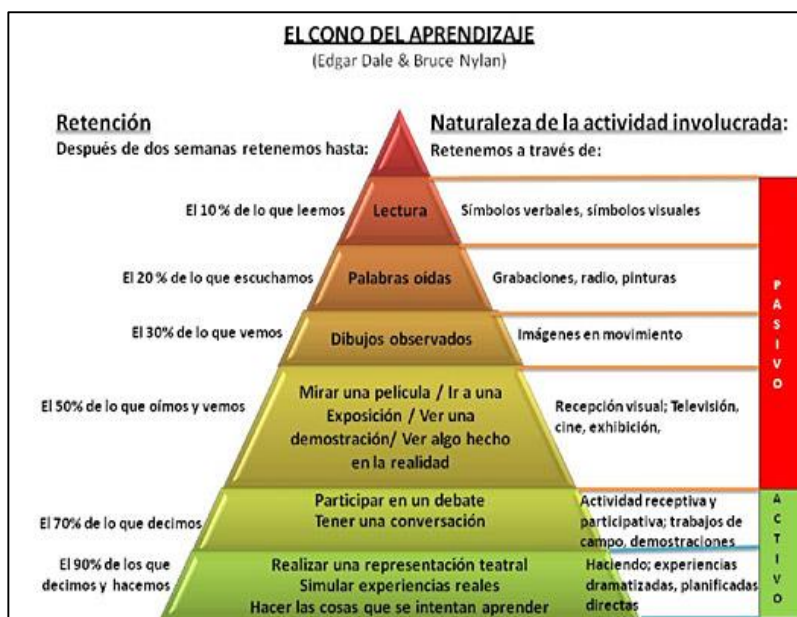 EL CONO DEL APRENDIZAJE
(Edgar Dale & Bruce Nylan)
Retención
Después de dos semanas retenemos hasta:
Naturaleza de la actividad involucrada:
Retenemos a través de:
El 10 % de lo que leemos
Lectura
Símbolos verbales, símbolos visuales
El 20 % de lo que escuchamos
Palabras oídas
Grabaciones, radio, pinturas
El 30% de lo que vemos
Dibujos observados
Imágenes en movimiento
El 50% de lo que oímos y vemos
Mirar una película / Ir a una
Exposición / Ver una
demostración/ Ver algo hecho
en la realidad
Recepción visual; Televisión,
cine, exhibición,
PASIVO
El 70% de lo que decimos
Participar en un debate
Tener una conversación
Actividad receptiva y
participativa; trabajos de
campo, demostraciones
El 90% de los que
decimos y hacemos
Realizar una representación teatral
Simular experiencias reales
Hacer las cosas que se intentan aprender
Haciendo; experiencias
dramatizadas, planificadas
directas
ACTIVO